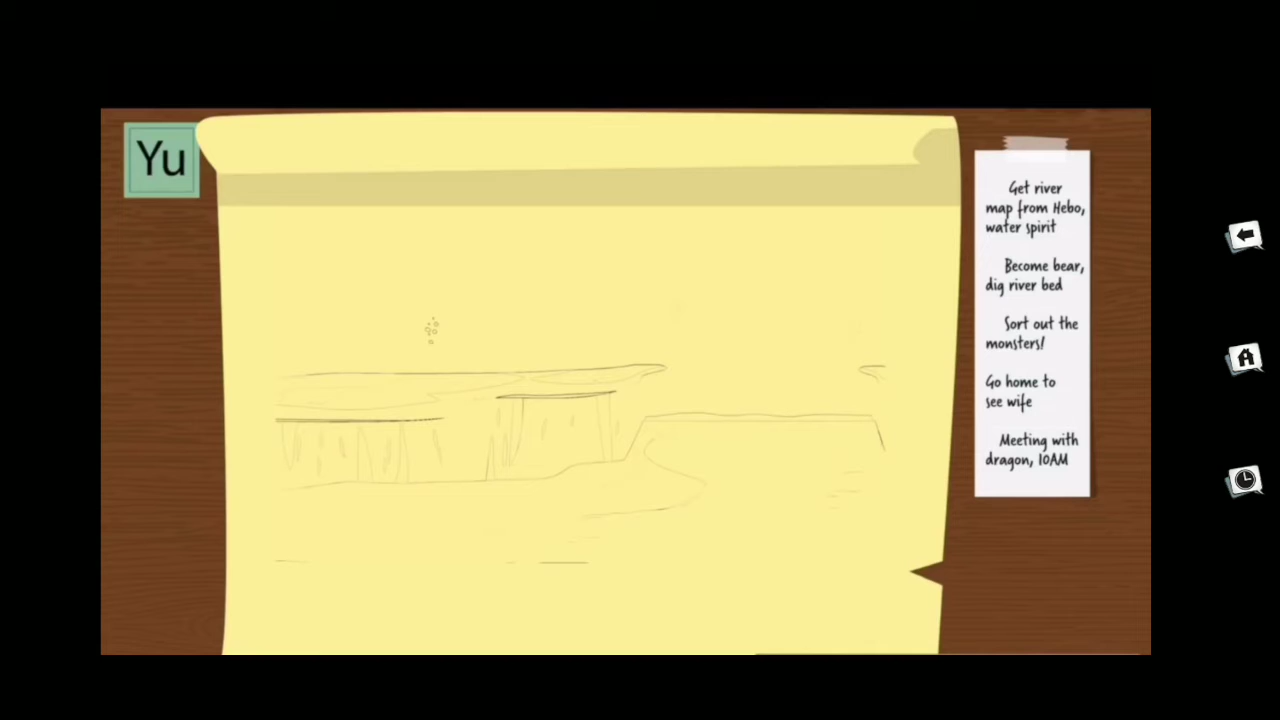 Yu
Get river
map from Hebo,
water spirit
Become bear,
dig river bed
Sort out the
monsters!
Go home to
see wife
Meeting with
dragon, 10AM